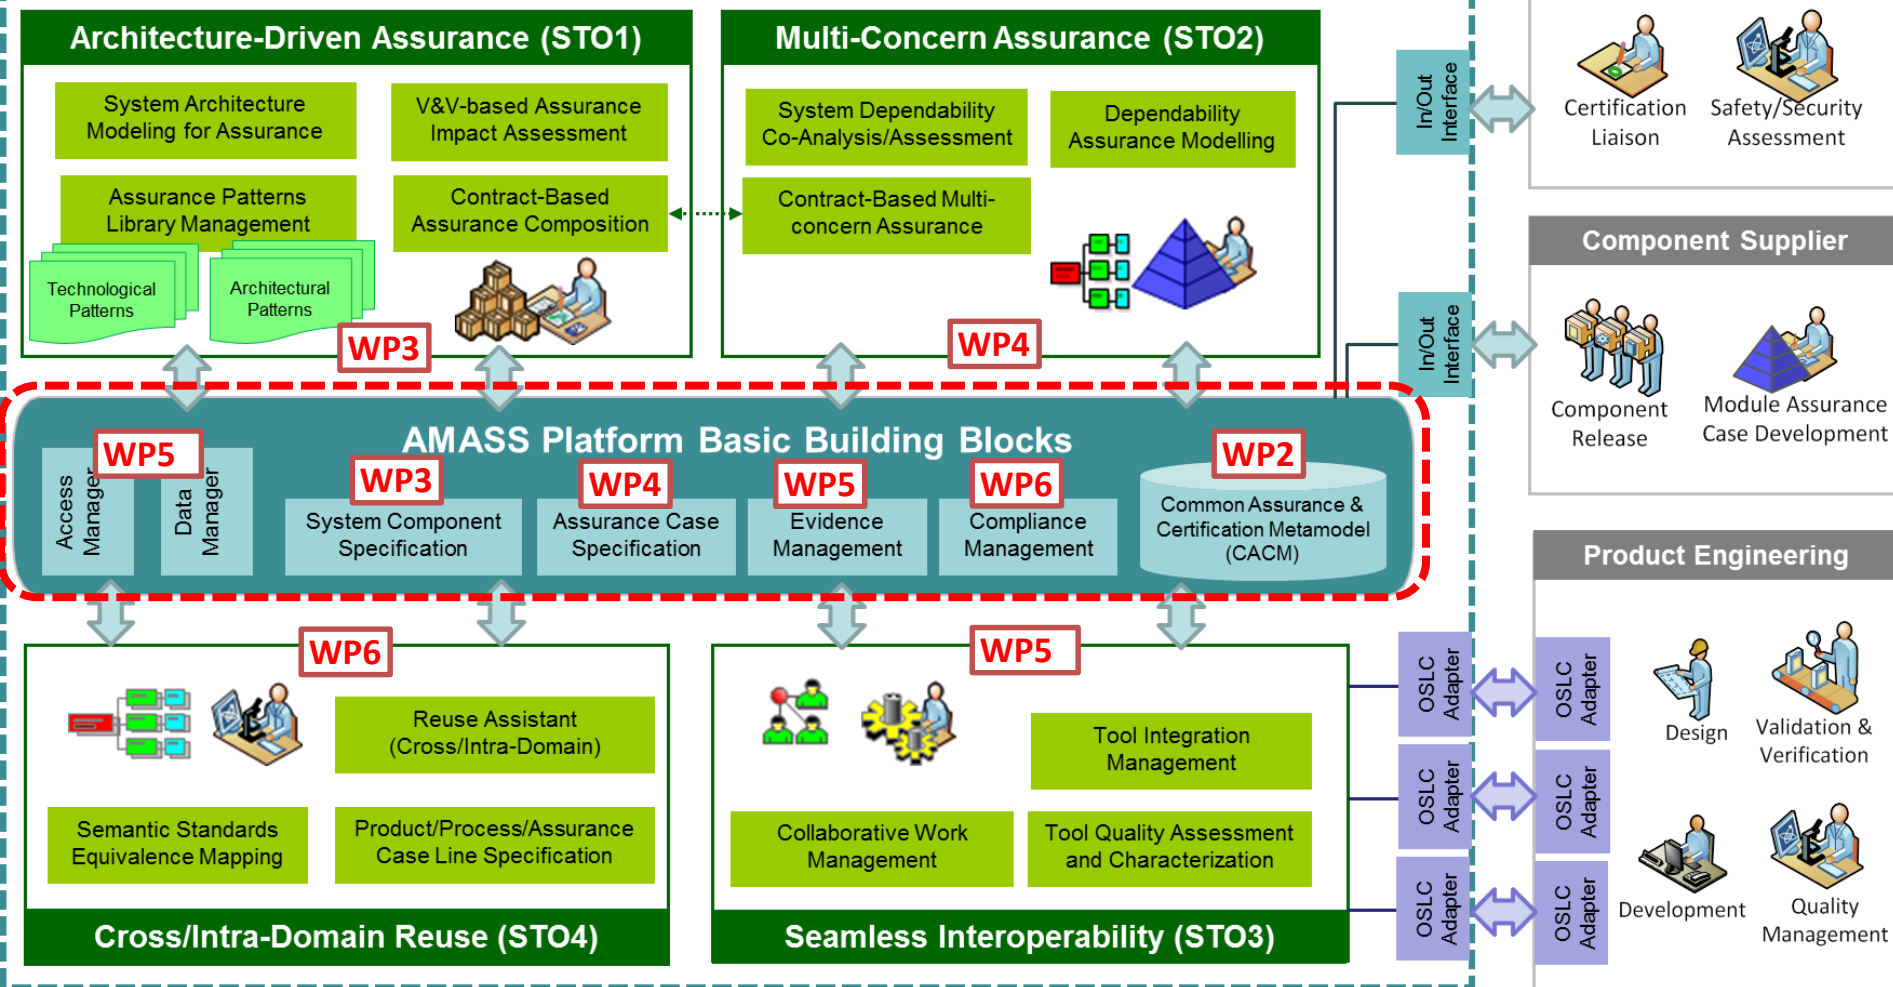 Architecture-Driven Assurance (STO1)
System Architecture
Modeling for Assurance
V&V-based Assurance
Impact Assessment
Assurance Patterns
Library Management
Contract-Based
Assurance Composition
Technological
Patterns
Architectural
Patterns
WP3
Multi-Concern Assurance (STO2)
System Dependability
Co-Analysis/Assessment
Dependability
Assurance Modelling
Contract-Based Multi-
concern Assurance
WP4
In/Out
Interface
In/Out
Interface
Certification
Liaison
Safety/Security
Assessment
Component Supplier
Component
Release
Module Assurance
Case Development
AMASS Platform Basic Building Blocks
WP5
Access
Manager
Data
Manager
WP3
System Component
Specification
WP4
Assurance Case
Specification
WP5
Evidence
Management
WP6
Compliance
Management
WP2
Common Assurance &
Certification Metamodel
(CACM)
WP6
Reuse Assistant
(Cross/Intra-Domain)
Semantic Standards
Equivalence Mapping
Product/Process/Assurance
Case Line Specification
Cross/Intra-Domain Reuse (STO4)
WP5
Tool Integration
Management
Collaborative Work
Management
Tool Quality Assessment
and Characterization
Seamless Interoperability (STO3)
OSLC
Adapter
OSLC
Adapter
OSLC
Adapter
OSLC
Adapter
OSLC
Adapter
OSLC
Adapter
Product Engineering
Design
Validation &
Verification
Development
Quality
Management